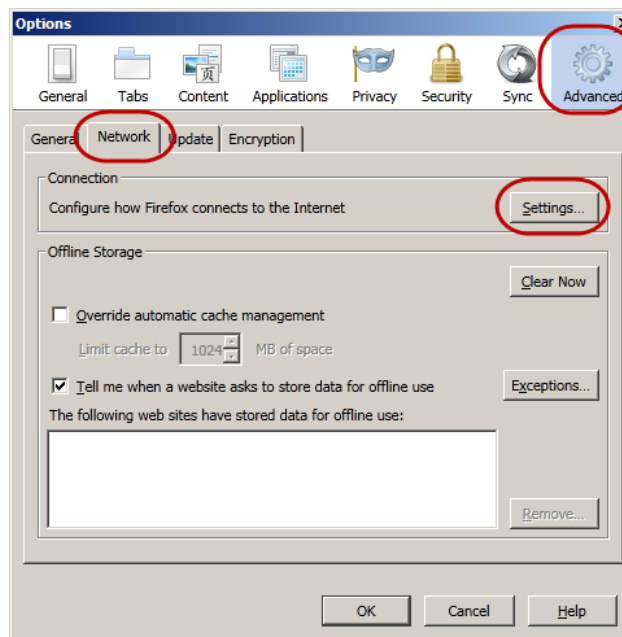 Options
General Tabs Content Applications Privacy Security Sync Advanced
General Network Update Encryption
Connection
Configure how Firefox connects to the Internet Settings...
Offline Storage
Clear Now
Override automatic cache management
Limit cache to 1024 MB of space
Tell me when a website asks to store data for offline use Exceptions...
The following web sites have stored data for offline use:
Remove...
OK Cancel Help